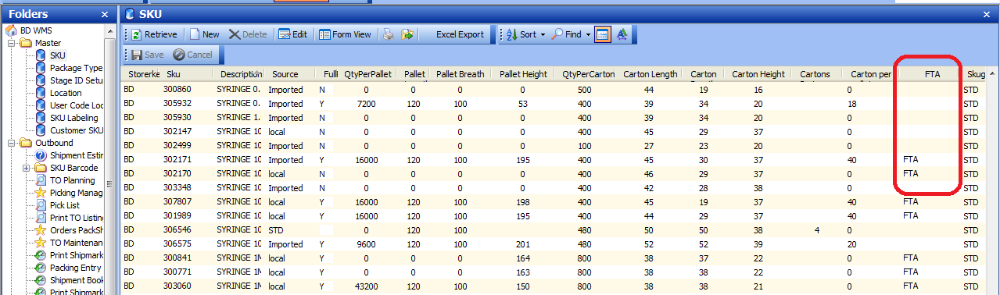 Folders
SKU
BD WMS
Master
SKU
Package Type
Stage ID Setu
Location
User Code Loc
SKU Labeling
Customer SKU
Outbound
Shipment Estir
SKU Barcode
TO Planning
Picking Manag
Pick List
Print TO Listing
Orders PackSh
TO Maintenan
Print Shipmark
Packing Entry
Shipment Book
Print Shipmark
Retrieve New Delete Edit Form View Excel Export Sort Find
Save Cancel
Storerke Sku Description Source Fulll QtyPerPallet Pallet Pallet Breath Pallet Height QtyPerCarton Carton Length Carton Carton Height Cartons Carton per FTA Skug
BD 300860 SYRINGE 0. Imported N 0 0 0 0 500 44 19 16 0 STD
BD 305932 SYRINGE 0. Imported Y 7200 120 100 53 400 39 34 20 18 STD
BD 305930 SYRINGE 1. Imported N 0 0 0 0 400 39 34 20 0 STD
BD 302147 SYRINGE 10 local N 0 0 0 0 400 45 29 37 0 STD
BD 302499 SYRINGE 10 Imported N 0 0 0 0 100 27 23 20 0 STD
BD 302171 SYRINGE 10 Imported Y 16000 120 100 195 400 45 30 37 40 FTA STD
BD 302170 SYRINGE 10 local N 0 0 0 0 400 46 29 37 0 FTA STD
BD 303348 SYRINGE 10 Imported N 0 0 0 0 400 42 28 38 0 STD
BD 307807 SYRINGE 10 local Y 16000 120 100 198 400 45 19 37 40 FTA STD
BD 301989 SYRINGE 10 local Y 16000 120 100 195 400 44 29 37 40 FTA STD
BD 306546 SYRINGE 10 STD 0 120 100 480 50 50 38 4 0 STD
BD 306575 SYRINGE 10 Imported Y 9600 120 100 201 480 52 52 39 20 STD
BD 300841 SYRINGE 1M local Y 0 0 0 164 800 38 37 22 0 FTA STD
BD 300771 SYRINGE 1M local Y 0 0 0 163 800 38 38 22 0 FTA STD
BD 303060 SYRINGE 1M local Y 43200 120 100 150 800 38 38 21 0 FTA STD